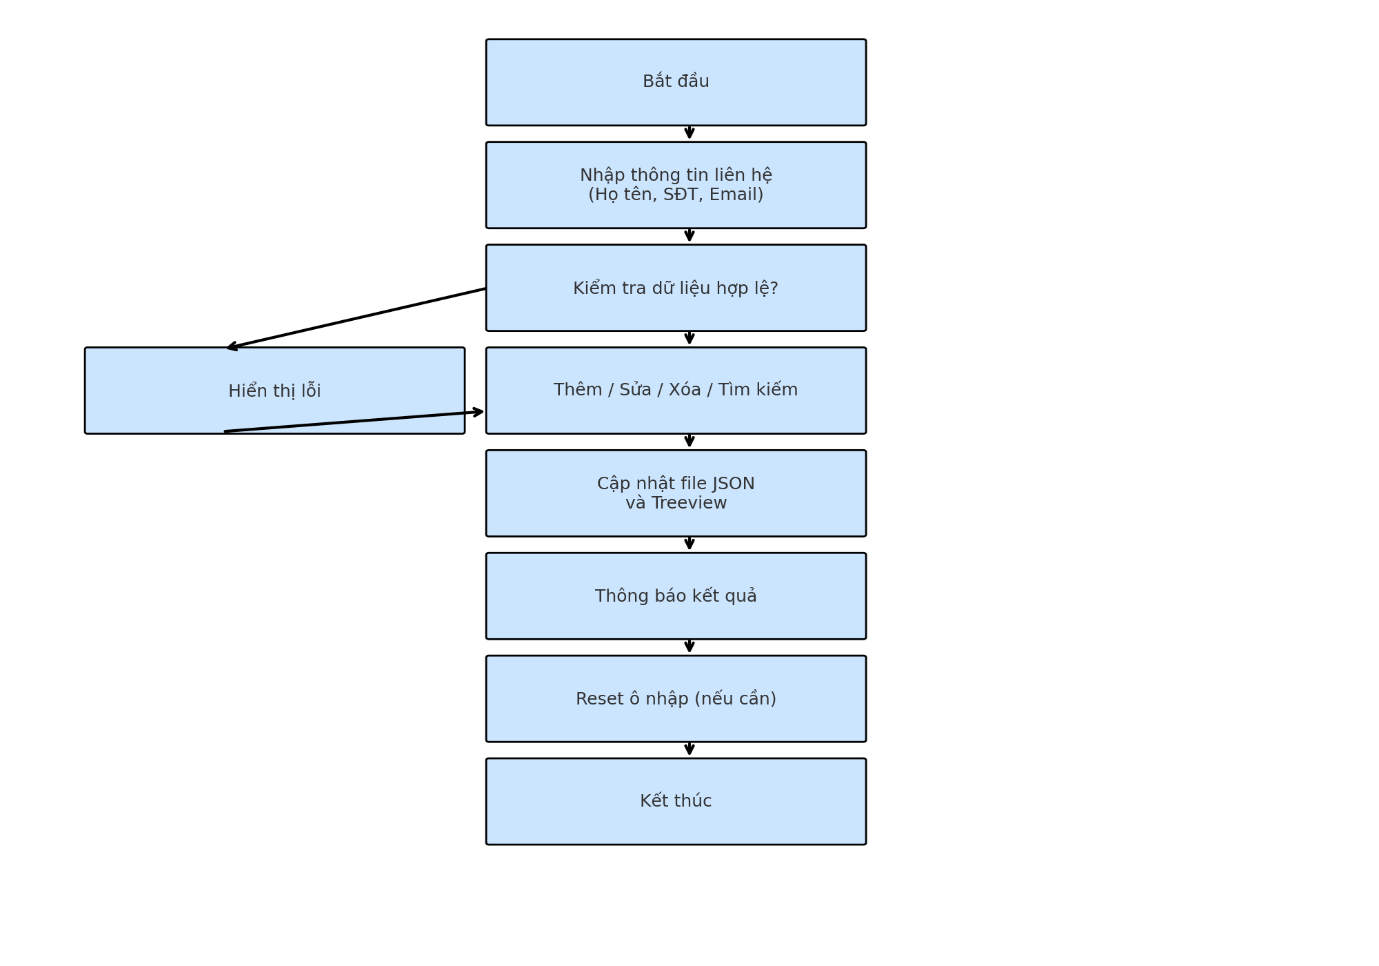 Bắt đầu
Nhập thông tin liên hệ
(Họ tên, SĐT, Email)
Kiểm tra dữ liệu hợp lệ?
Hiển thị lỗi
Thêm / Sửa / Xóa / Tìm kiếm
Cập nhật file JSON
và Treeview
Thông báo kết quả
Reset ô nhập (nếu cần)
Kết thúc